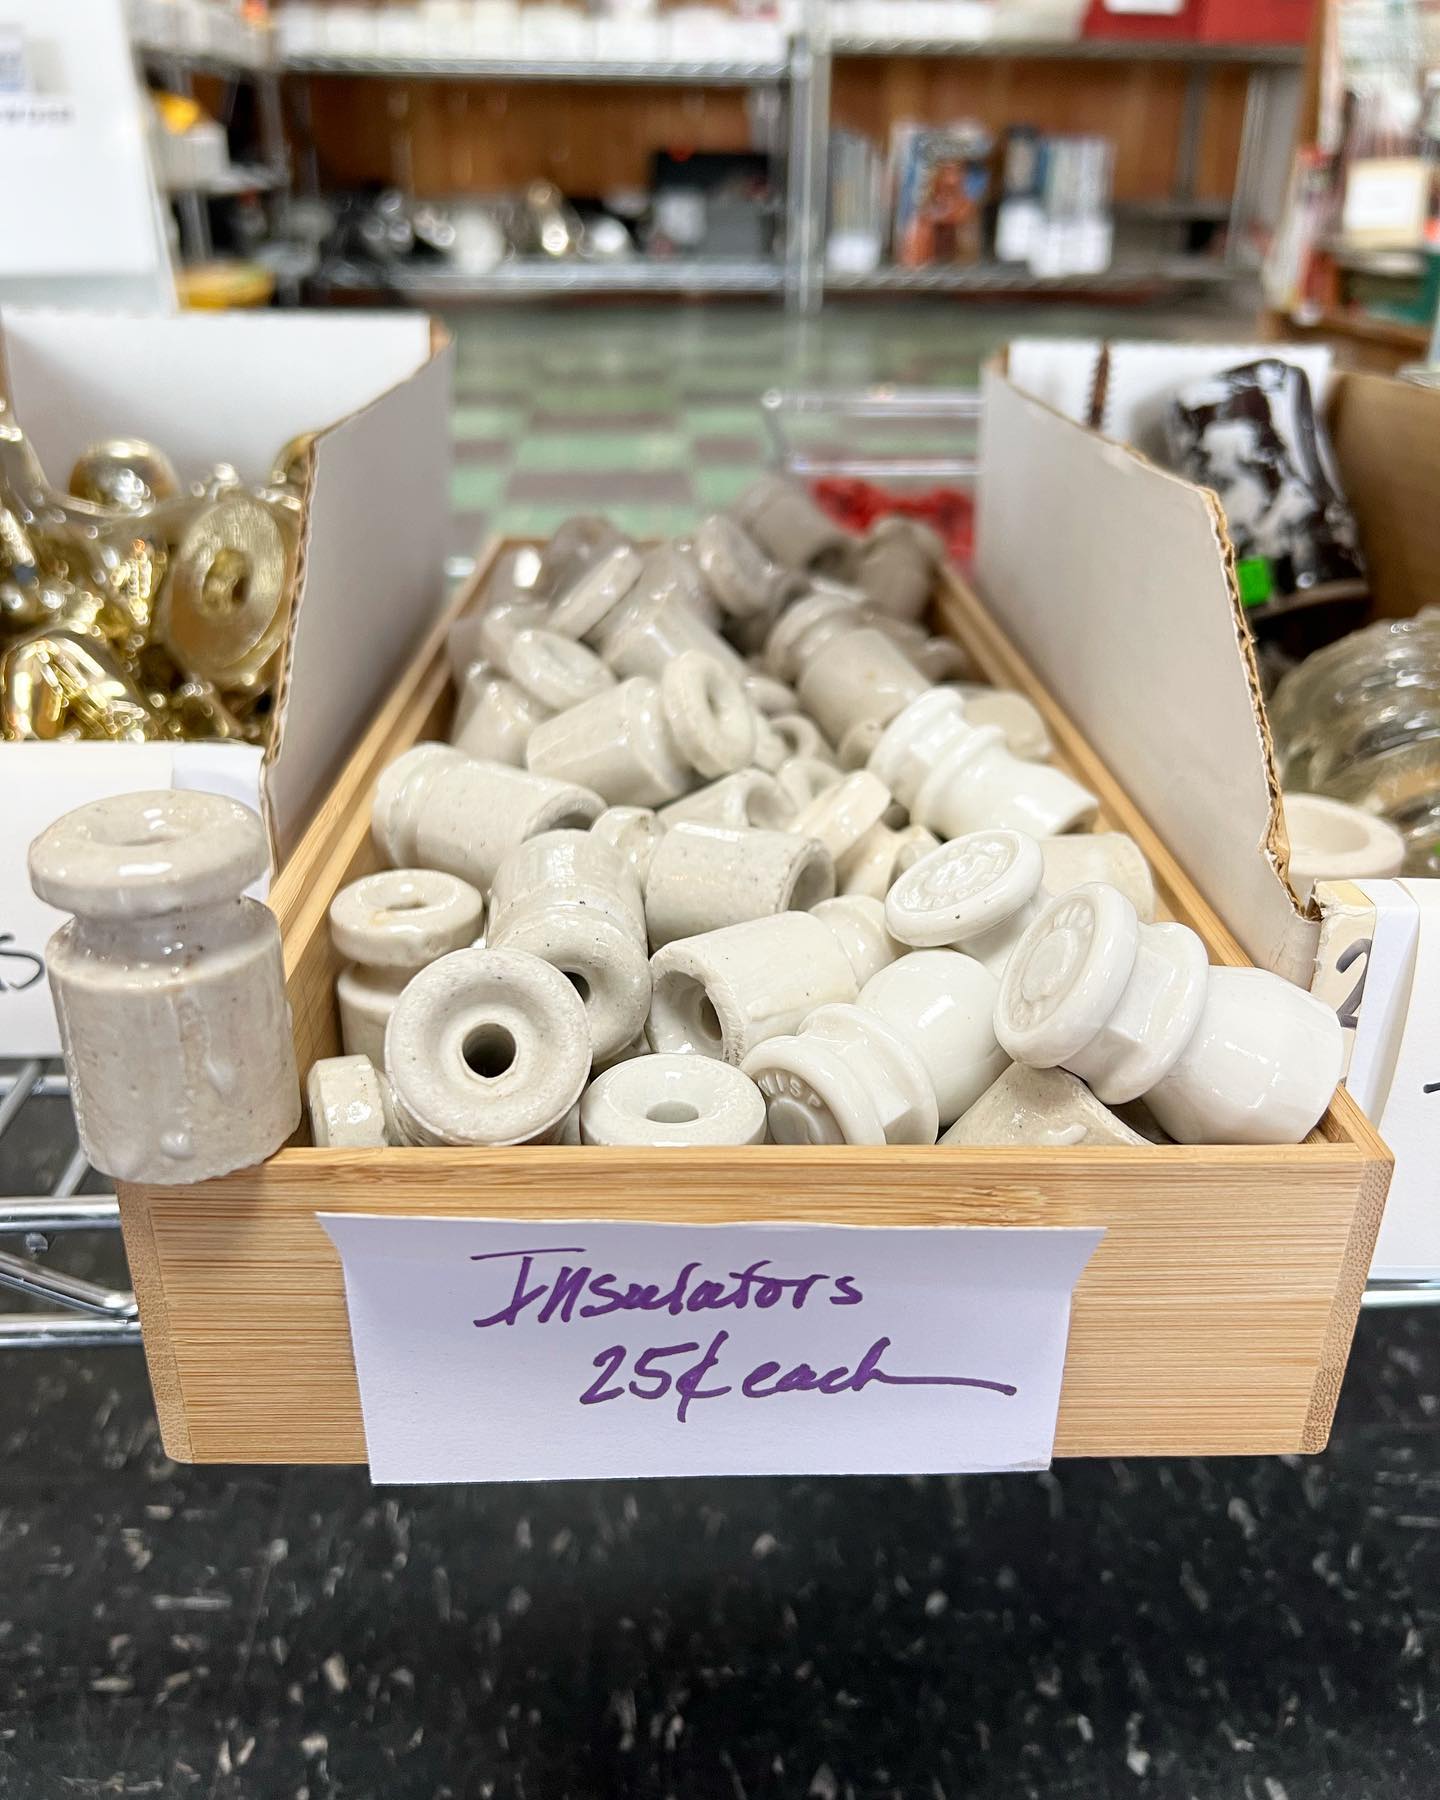 Insulators
25¢ each